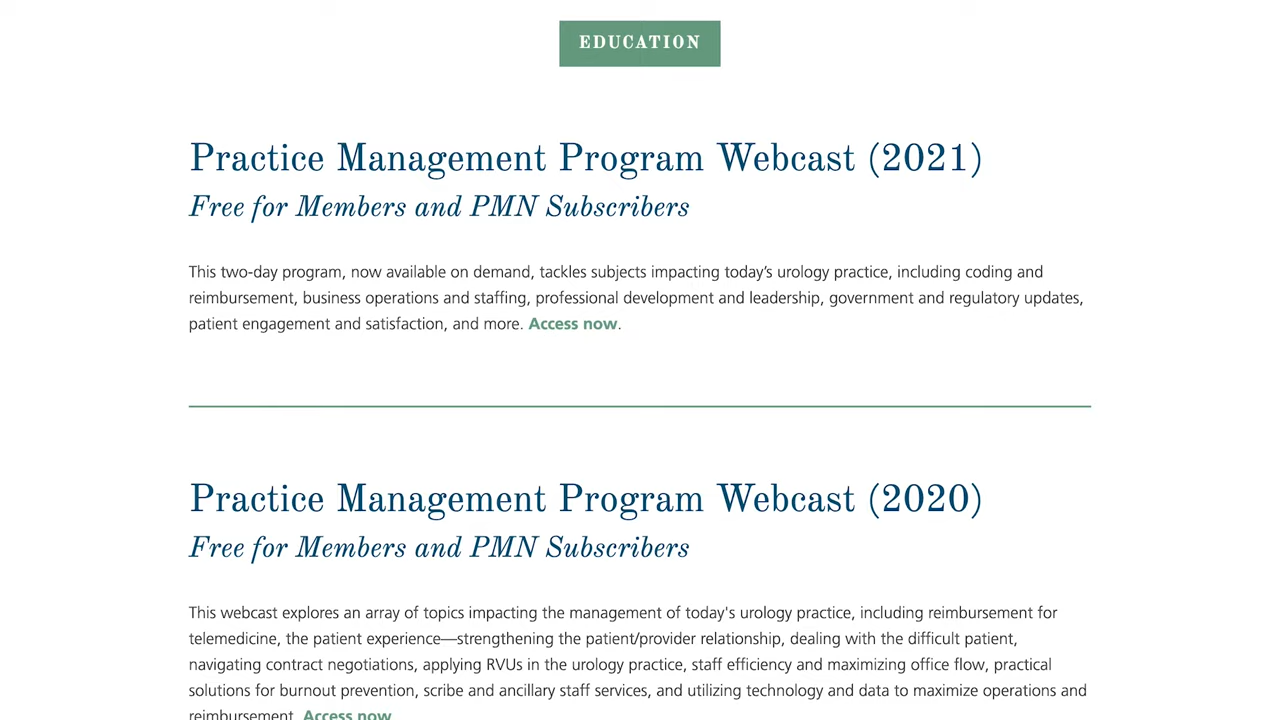 EDUCATION
Practice Management Program Webcast (2021)
Free for Members and PMN Subscribers
This two-day program, now available on demand, tackles subjects impacting today’s urology practice, including coding and
reimbursement, business operations and staffing, professional development and leadership, government and regulatory updates,
patient engagement and satisfaction, and more. Access now.
Practice Management Program Webcast (2020)
Free for Members and PMN Subscribers
This webcast explores an array of topics impacting the management of today's urology practice, including reimbursement for
telemedicine, the patient experience—strengthening the patient/provider relationship, dealing with the difficult patient,
navigating contract negotiations, applying RVUs in the urology practice, staff efficiency and maximizing office flow, practical
solutions for burnout prevention, scribe and ancillary staff services, and utilizing technology and data to maximize operations and
reimbursement. Access now